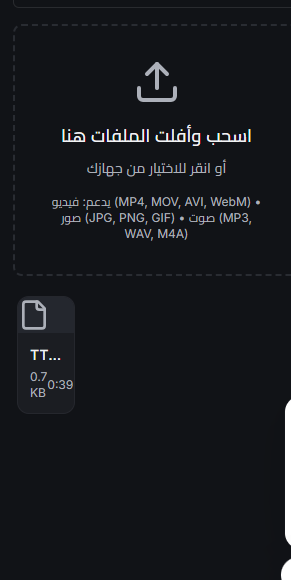 اسحب وأفلت الملفات هنا
أو انقر للاختيار من جهازك
يدعم: فيديو (MP4, MOV, AVI, WebM) •
صور (JPG, PNG, GIF) • صوت (MP3,
WAV, M4A)
TT...
0.7 KB
0:39